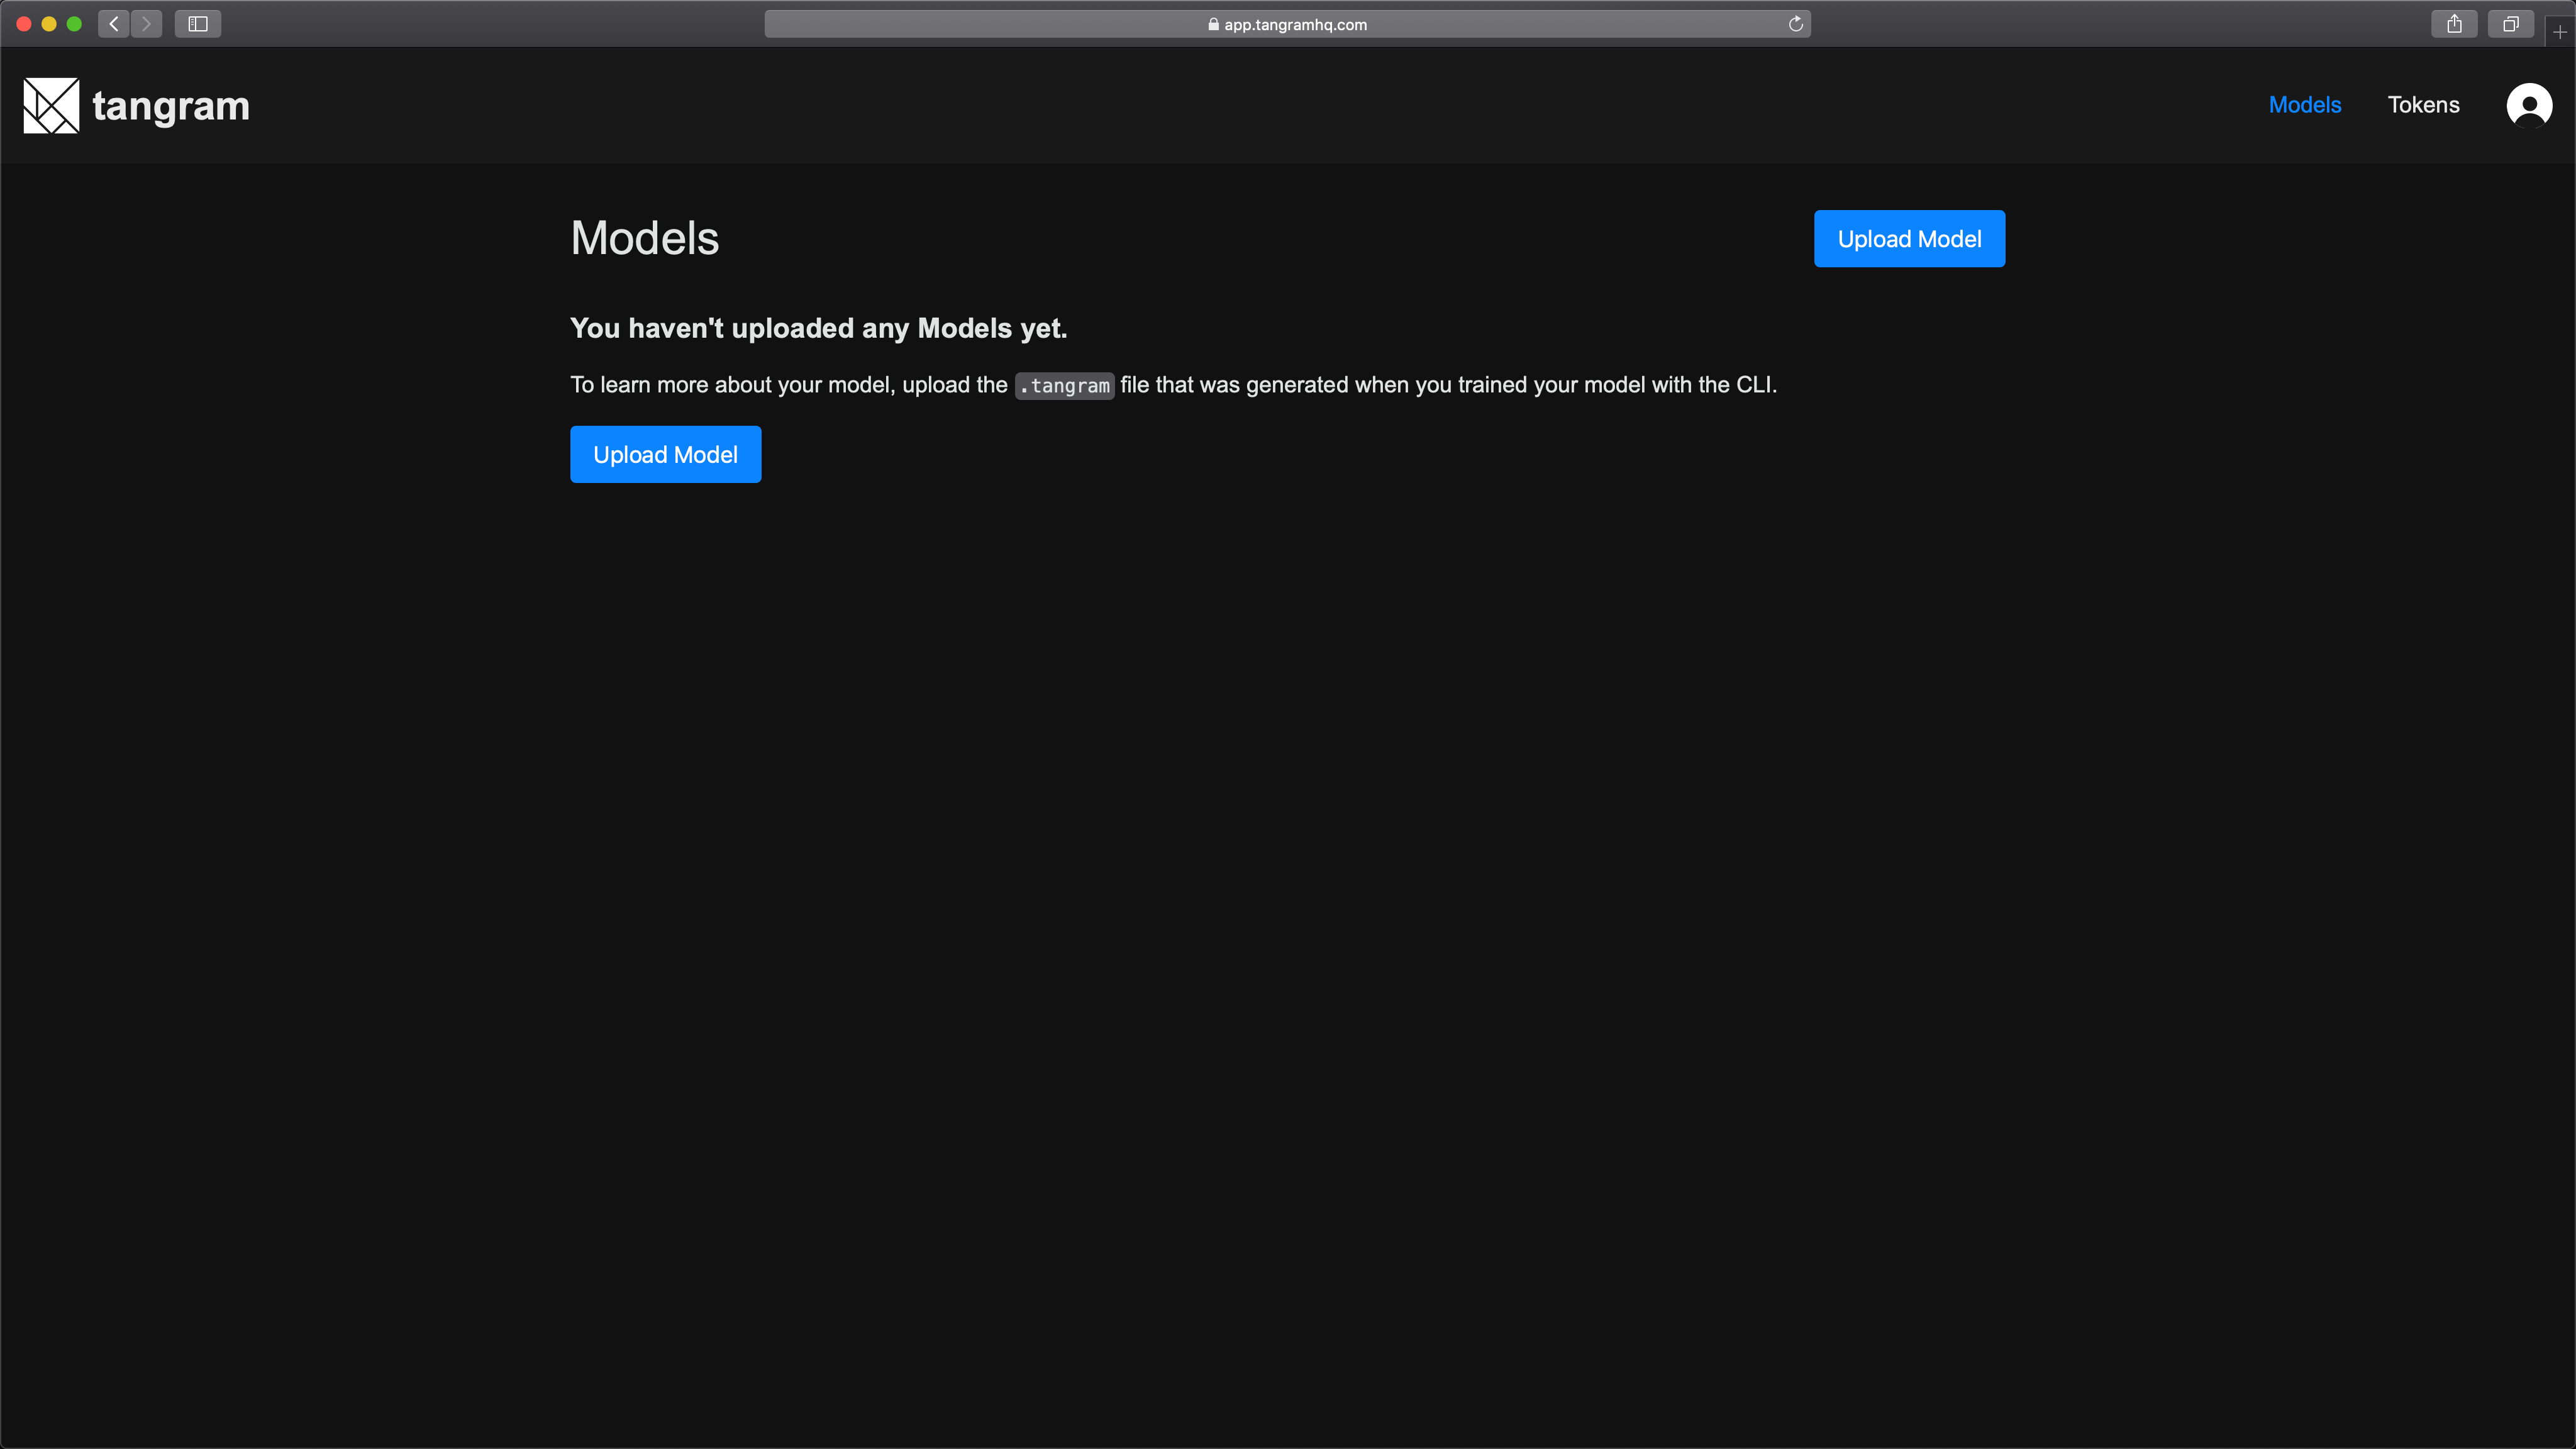 app.tangramhq.com
tangram
Models
Tokens
Models
Upload Model
You haven't uploaded any Models yet.
To learn more about your model, upload the .tangram file that was generated when you trained your model with the CLI.
Upload Model